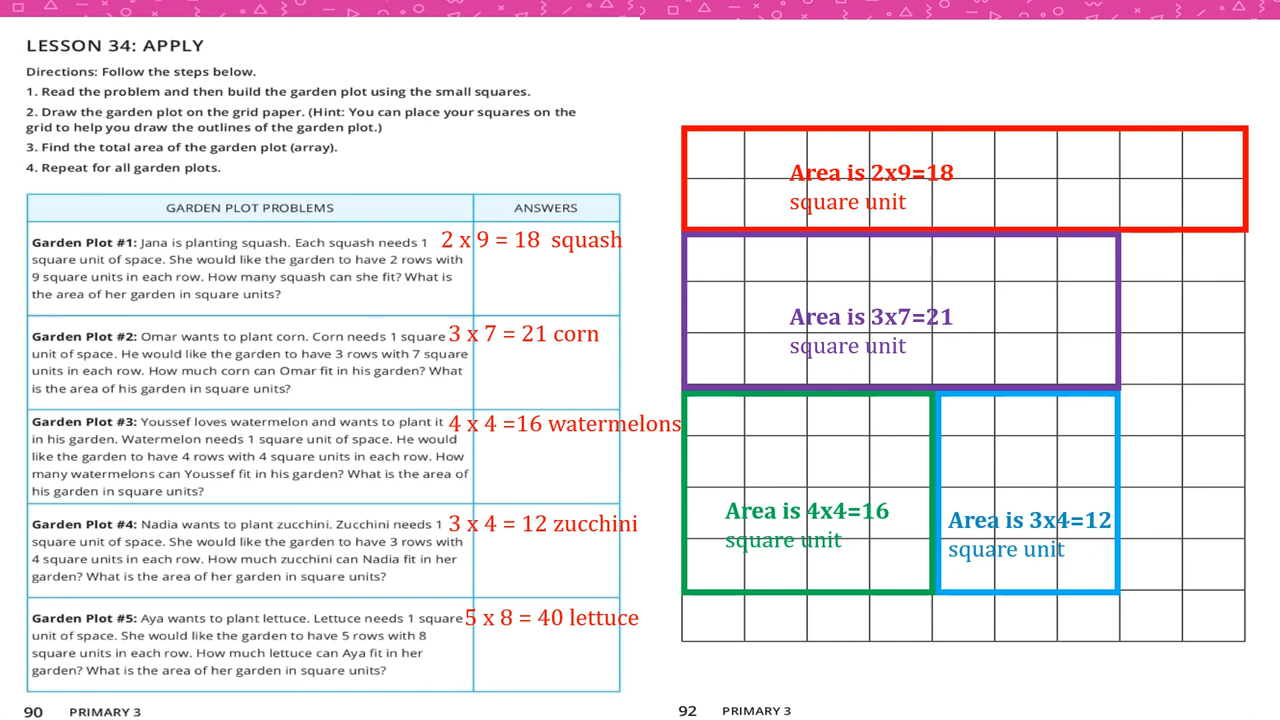 LESSON 34: APPLY
Directions: Follow the steps below.
1. Read the problem and then build the garden plot using the small squares.
2. Draw the garden plot on the grid paper. (Hint: You can place your squares on the
grid to help you draw the outlines of the garden plot.)
3. Find the total area of the garden plot (array).
4. Repeat for all garden plots.
GARDEN PLOT PROBLEMS
ANSWERS
Garden Plot #1: Jana is planting squash. Each squash needs 1
square unit of space. She would like the garden to have 2 rows with
9 square units in each row. How many squash can she fit? What is
the area of her garden in square units?
2 x 9 = 18 squash
Garden Plot #2: Omar wants to plant corn. Corn needs 1 square
unit of space. He would like the garden to have 3 rows with 7 square
units in each row. How much corn can Omar fit in his garden? What
is the area of his garden in square units?
3 x 7 = 21 corn
Garden Plot #3: Youssef loves watermelon and wants to plant it
in his garden. Watermelon needs 1 square unit of space. He would
like the garden to have 4 rows with 4 square units in each row. How
many watermelons can Youssef fit in his garden? What is the area of
his garden in square units?
4 x 4 =16 watermelons
Garden Plot #4: Nadia wants to plant zucchini. Zucchini needs 1
square unit of space. She would like the garden to have 3 rows with
4 square units in each row. How much zucchini can Nadia fit in her
garden? What is the area of her garden in square units?
3 x 4 = 12 zucchini
Garden Plot #5: Aya wants to plant lettuce. Lettuce needs 1 square
unit of space. She would like the garden to have 5 rows with 8
square units in each row. How much lettuce can Aya fit in her
garden? What is the area of her garden in square units?
5 x 8 = 40 lettuce
90 PRIMARY 3
Area is 2x9=18
square unit
Area is 3x7=21
square unit
Area is 4x4=16
square unit
Area is 3x4=12
square unit
92 PRIMARY 3